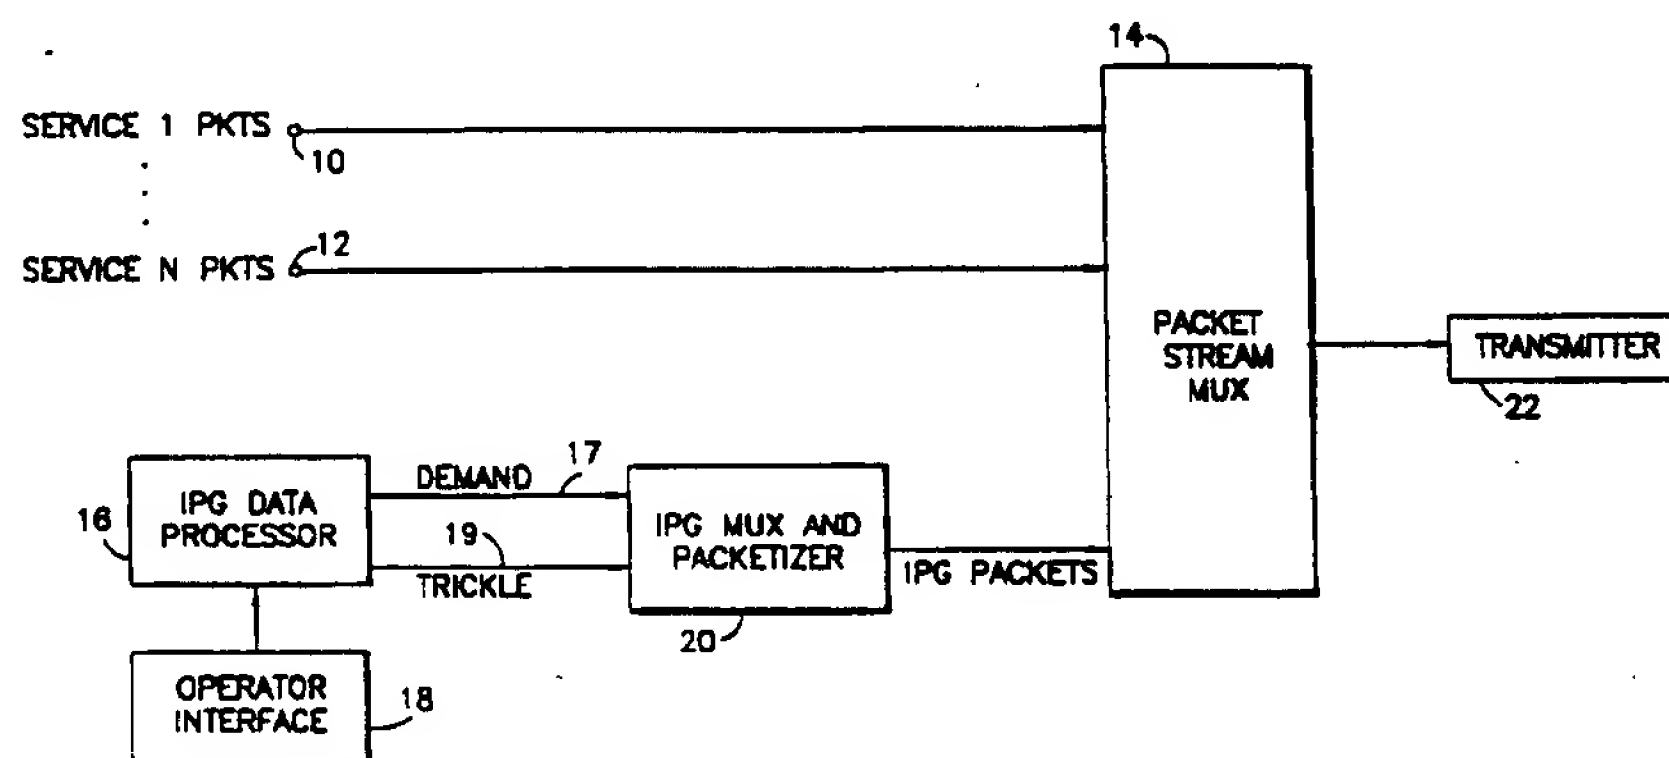 14
SERVICE 1 PKTS
10
12
SERVICE N PKTS
PACKET
STREAM
MUX
TRANSMITTER
22
DEMAND
17
IPG DATA
PROCESSOR
16
19
TRICKLE
IPG MUX AND
PACKETIZER
20
IPG PACKETS
OPERATOR
INTERFACE
18